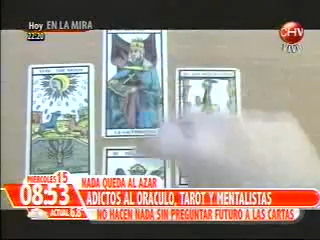 Hoy EN LA MIRA
22:20
CHV
MIERCOLES 15
NADA QUEDA AL AZAR
08:53
ADICTOS AL ORACULO, TAROT Y MENTALISTAS
ACTUAL 6.6°
NO HACEN NADA SIN PREGUNTAR FUTURO A LAS CARTAS